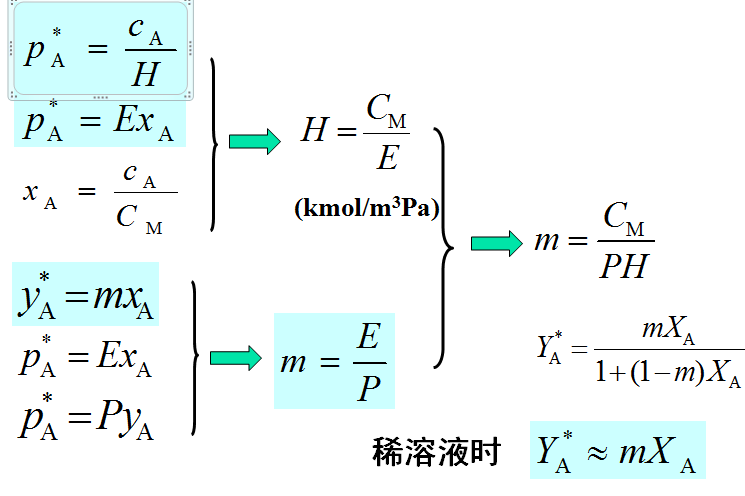 p*A = cA/H
p*A = ExA
xA = cA/CM
H = CM/E
(kmol/m³Pa)
y*A = mxA
p*A = ExA
p*A = PyA
m = E/P
m = CM/PH
Y*A = mXA/1+(1−m)XA
稀溶液时 Y*A ≈ mXA